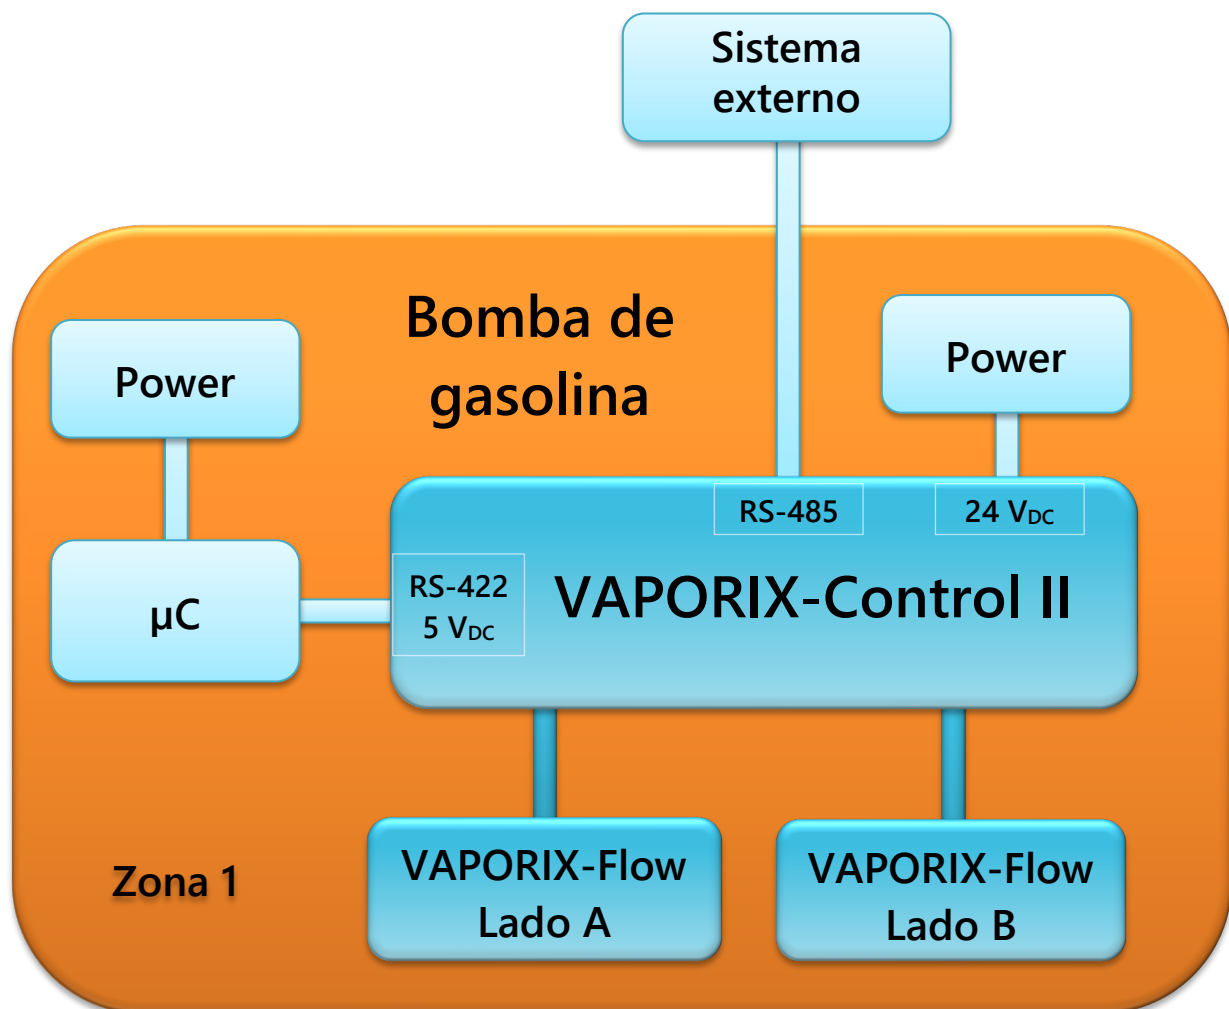 Sistema
externo
Bomba de
gasolina
Power
Power
RS-485
24 VDC
RS-422
5 VDC
VAPORIX-Control II
µC
VAPORIX-Flow
Lado A
VAPORIX-Flow
Lado B
Zona 1